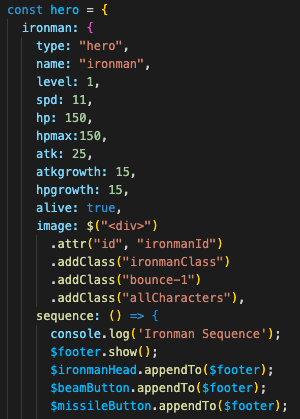 const hero = {
  ironman: {
    type: "hero",
    name: "ironman",
    level: 1,
    spd: 11,
    hp: 150,
    hpmax:150,
    atk: 25,
    atkgrowth: 15,
    hpgrowth: 15,
    alive: true,
    image: $("<div>")
      .attr("id", "ironmanId")
      .addClass("ironmanClass")
      .addClass("bounce-1")
      .addClass("allCharacters"),
    sequence: () => {
      console.log('Ironman Sequence');
      $footer.show();
      $ironmanHead.appendTo($footer);
      $beamButton.appendTo($footer);
      $missileButton.appendTo($footer);